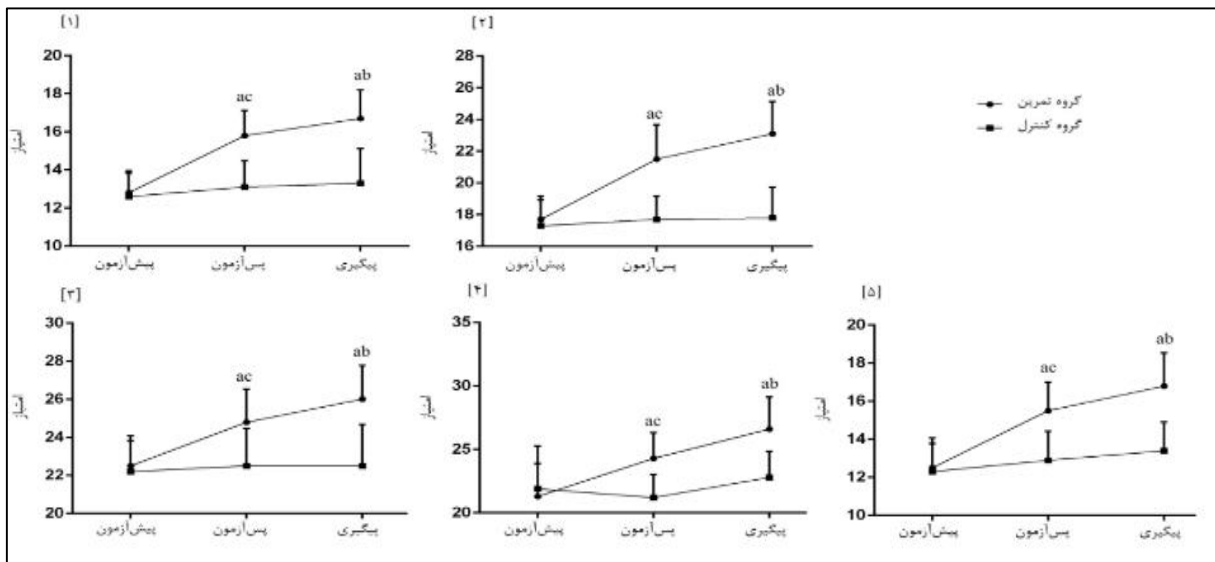 [۱]
20
18
16
14
12
10
امتیاز
ac
ab
پیش‌آزمون
پس‌آزمون
پیگیری
[۲]
28
26
24
22
20
18
16
امتیاز
ac
ab
پیش‌آزمون
پس‌آزمون
پیگیری
گروه تمرین
گروه کنترل
[۳]
30
28
26
24
22
20
امتیاز
ac
ab
پیش‌آزمون
پس‌آزمون
پیگیری
[۴]
35
30
25
20
امتیاز
ac
ab
پیش‌آزمون
پس‌آزمون
پیگیری
[۵]
20
18
16
14
12
10
امتیاز
ac
ab
پیش‌آزمون
پس‌آزمون
پیگیری